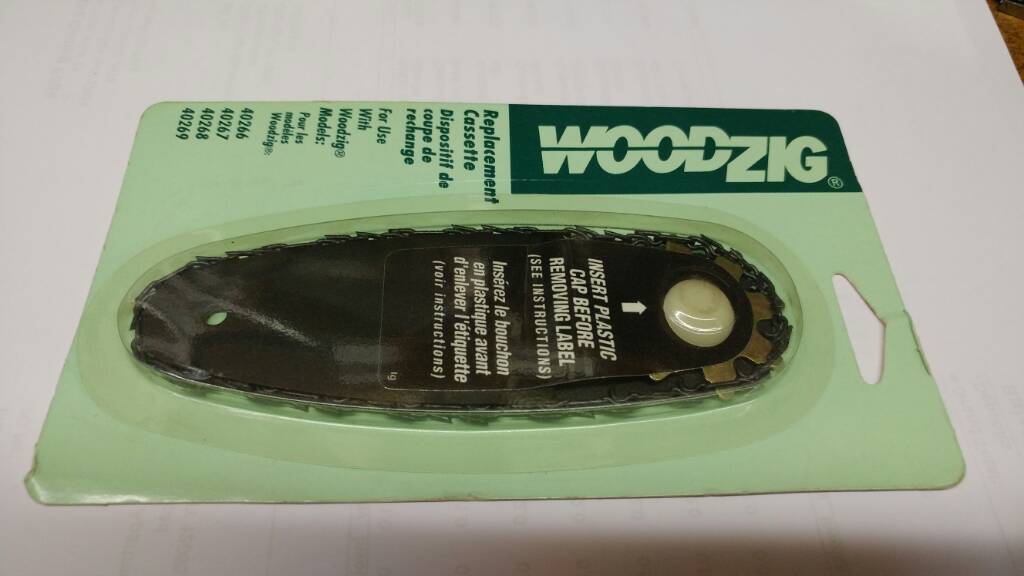 WOODZIG®
Replacement
Cassette
Dispositif de
coupe de
rechange
For Use
With
Woodzig®
Models:
Pour les
modèles
Woodzig®:
40266
40267
40268
40269
INSERT PLASTIC
CAP BEFORE
REMOVING LABEL
(SEE INSTRUCTIONS)
Insérez le bouchon
en plastique avant
d'enlever l'étiquette
(voir instructions)